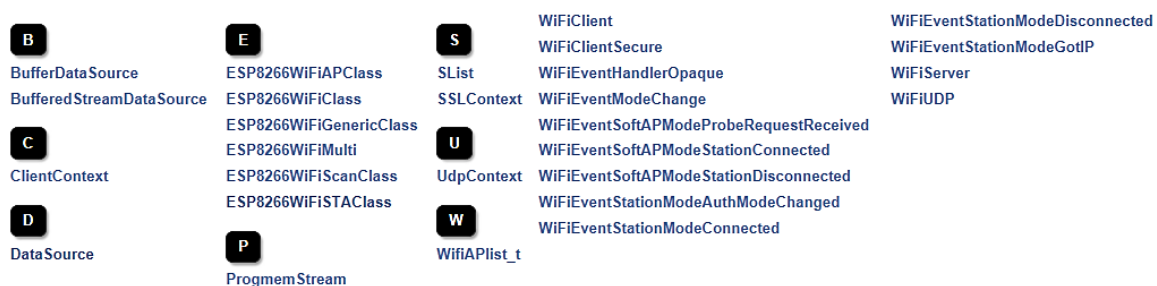 B
BufferDataSource
BufferedStreamDataSource
C
ClientContext
D
DataSource
E
ESP8266WiFiAPClass
ESP8266WiFiClass
ESP8266WiFiGenericClass
ESP8266WiFiMulti
ESP8266WiFiScanClass
ESP8266WiFiSTAClass
P
ProgmemStream
S
SList
SSLContext
U
UdpContext
W
WifiAPlist_t
WiFiClient
WiFiClientSecure
WiFiEventHandlerOpaque
WiFiEventModeChange
WiFiEventSoftAPModeProbeRequestReceived
WiFiEventSoftAPModeStationConnected
WiFiEventSoftAPModeStationDisconnected
WiFiEventStationModeAuthModeChanged
WiFiEventStationModeConnected
WiFiEventStationModeDisconnected
WiFiEventStationModeGotIP
WiFiServer
WiFiUDP